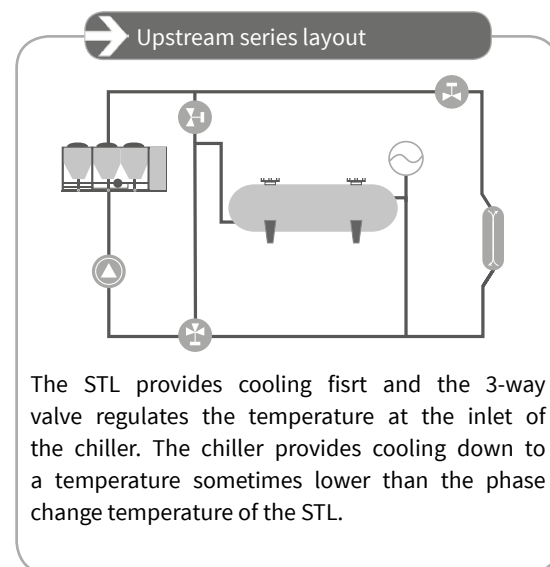 Upstream series layout
The STL provides cooling fisrt and the 3-way
valve regulates the temperature at the inlet of
the chiller. The chiller provides cooling down to
a temperature sometimes lower than the phase
change temperature of the STL.